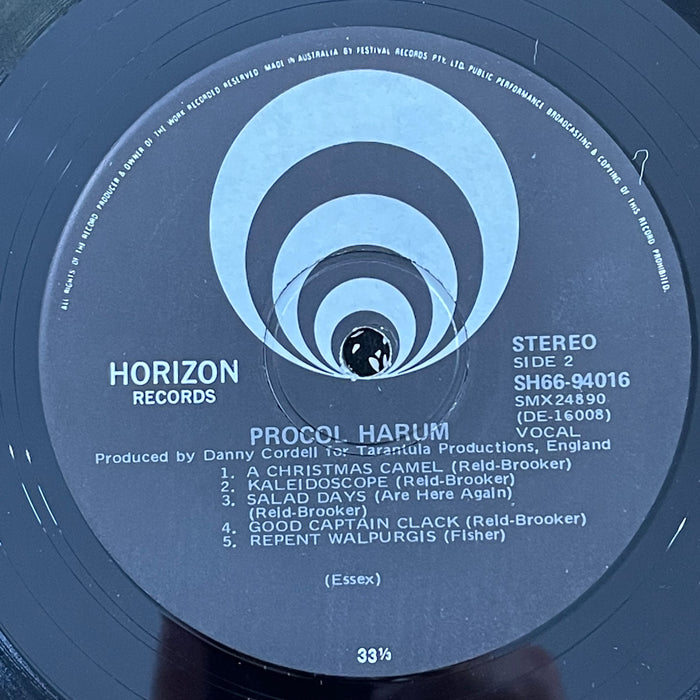 ALL RIGHTS OF THE RECORD PRODUCER & OWNER OF THE WORK RECORDED RESERVED. MADE IN AUSTRALIA BY FESTIVAL RECORDS PTY. LTD. PUBLIC PERFORMANCE BROADCASTING & COPYING OF THIS RECORD PROHIBITED.
HORIZON
RECORDS
STEREO
SIDE 2
SH66-94016
SMX24890
(DE-16008)
VOCAL
PROCOL HARUM
Produced by Danny Cordell for Tarantula Productions, England
1. A CHRISTMAS CAMEL (Reid-Brooker)
2. KALEIDOSCOPE (Reid-Brooker)
3. SALAD DAYS (Are Here Again)
(Reid-Brooker)
4. GOOD CAPTAIN CLACK (Reid-Brooker)
5. REPENT WALPURGIS (Fisher)
(Essex)
33⅓